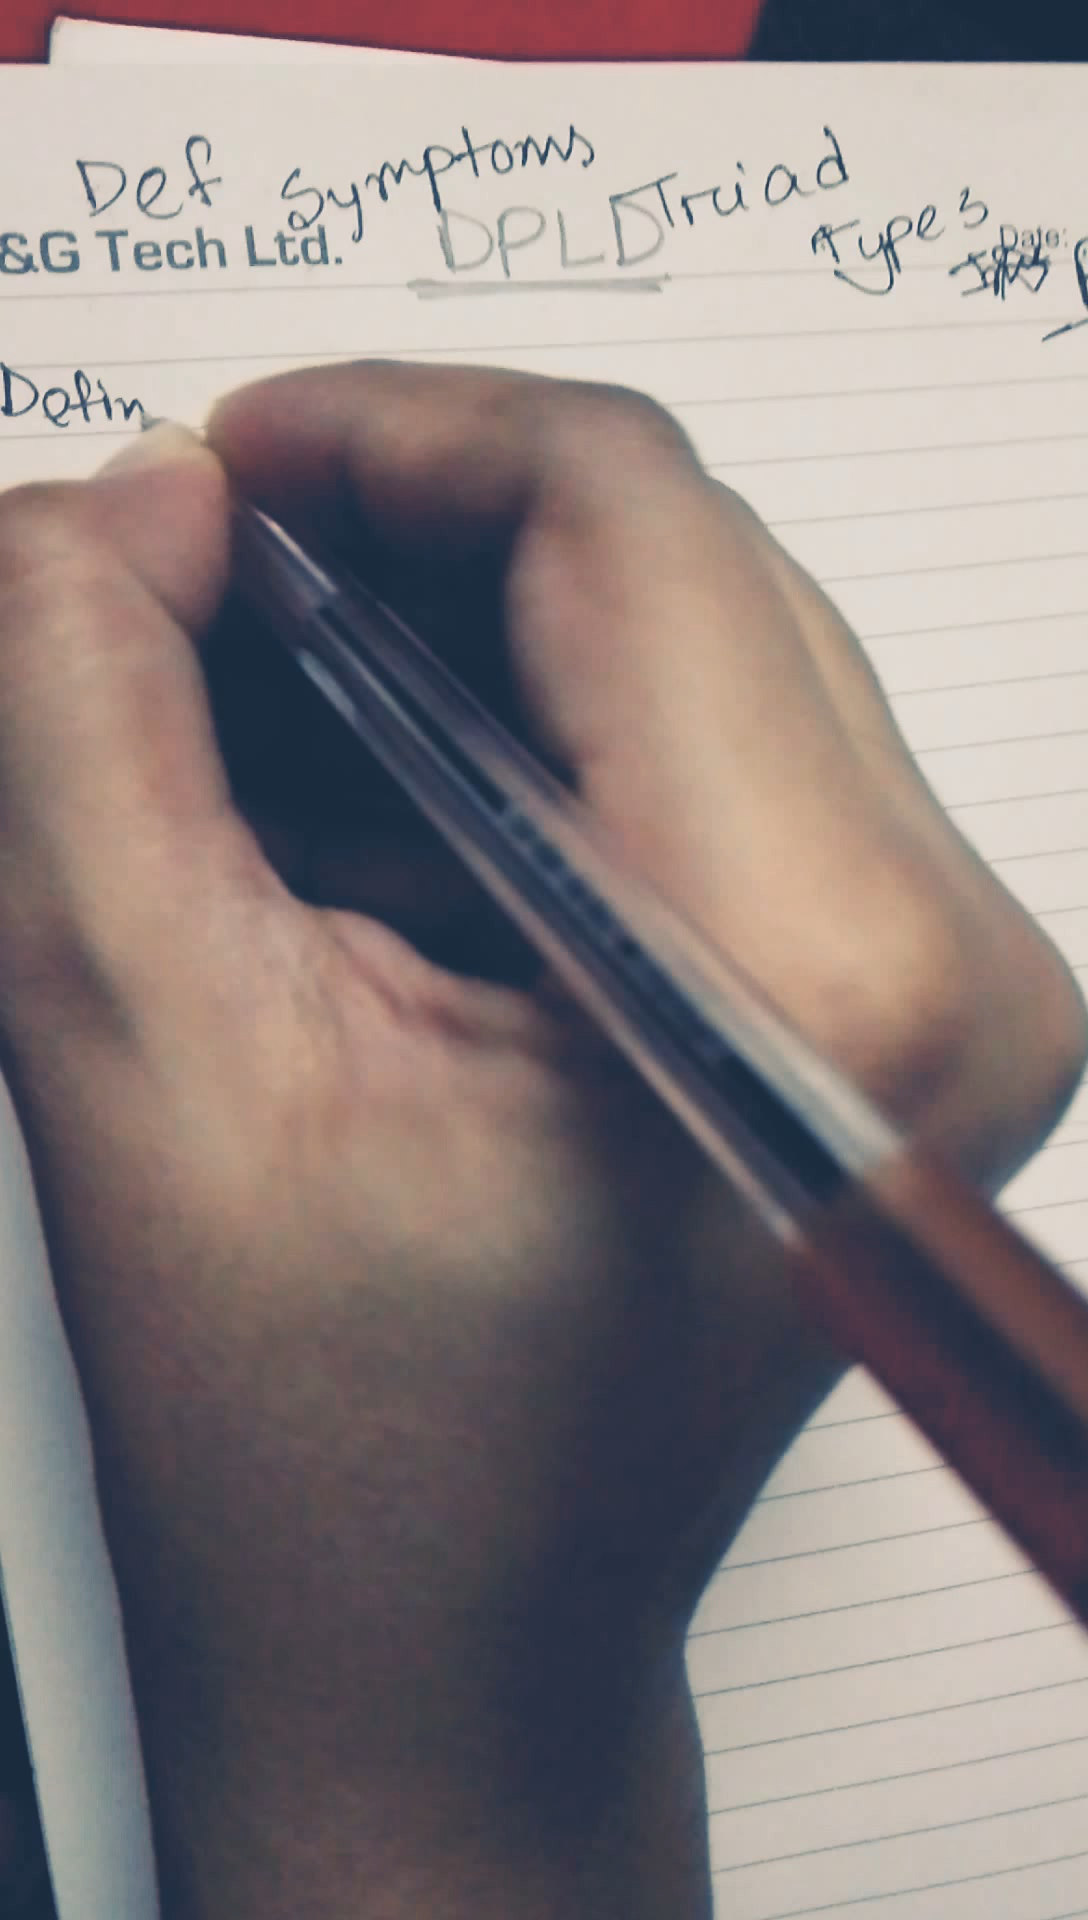 Def Symptoms Triad
Types
&G Tech Ltd. DPLD Date:
Defin